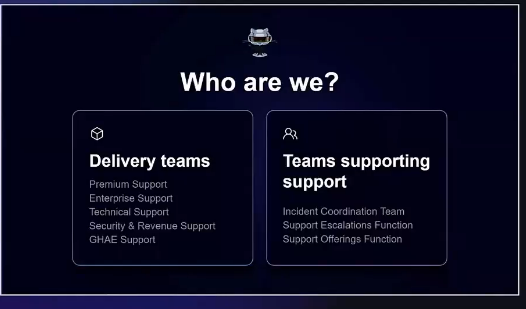 Who are we?
Delivery teams
Premium Support
Enterprise Support
Technical Support
Security & Revenue Support
GHAE Support
Teams supporting
support
Incident Coordination Team
Support Escalations Function
Support Offerings Function